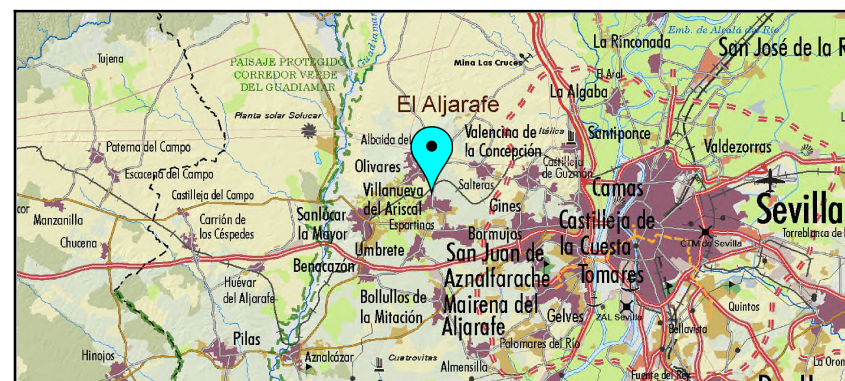 Emb. de Alcalá del Río
La Rinconada
San José de la R
Tujena
PAISAJE PROTEGIDO
CORREDOR VERDE
DEL GUADIAMAR
Guadiamar
Mina Las Cruces
El Aral
La Algaba
El Aljarafe
Planta solar Solucar
Albaida del
Valencina de
la Concepción
Itálica
Santiponce
Valdezorras
Paterna del Campo
Olivares
Castilleja
de Guzmán
Escacena del Campo
Salteras
Villanueva
del Ariscal
Camas
Castilleja del Campo
Gines
Sevilla
cor
Manzanilla
Carrión de
los Céspedes
Sanlúcar
la Mayor
Espartinas
Castilleja de
la Cuesta
Bormujos
Torreblanca de l
Chucena
Umbrete
San Juan de
Aznalfarache
CTM de Sevilla
Benacazón
Tomares
Huévar
del Aljarafe
Bollullos de
la Mitación
Mairena del
Aljarafe
Gelves
ZAL Sevilla
Quintos
Bellavista
Pilas
Palomares del Río
Hinojos
Aznalcázar
Cuatrovitas
Almensilla
Fuente del Rey
La Oron